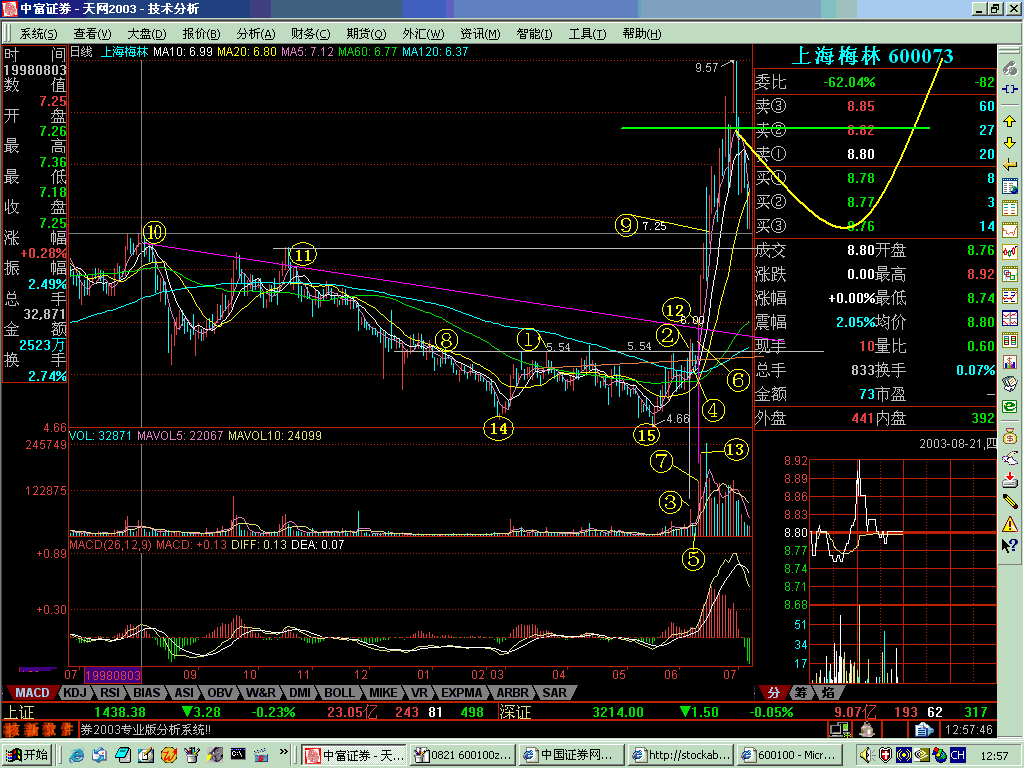 中富证券 - 天网2003 - 技术分析
系统(S) 查看(V) 大盘(D) 报价(B) 分析(A) 财务(C) 期货(Q) 外汇(W) 资讯(M) 智能(I) 工具(T) 帮助(H)
日线 上海梅林 MA10: 6.99 MA20: 6.80 MA5: 7.12 MA60: 6.77 MA120: 6.37
时间
19980803
数值
7.25
开盘
7.26
最高
7.36
最低
7.18
收盘
7.25
涨幅
+0.28%
振幅
2.49%
总手
32,871
金额
2523万
换手
2.74%
4.66
9.57
⑩
⑪
⑨ 7.25
⑫
②
⑧
① 5.54
5.54
⑥
④
⑭
⑮ 4.66
⑬
⑦
③
⑤
VOL: 32871 MAVOL5: 22067 MAVOL10: 24099
245749
122875
MACD(26,12,9) MACD: +0.13 DIFF: 0.13 DEA: 0.07
+0.89
+0.30
07 19980803 09 10 11 12 01 02 03 04 05 06 07
MACD KDJ RSI BIAS ASI OBV W&R DMI BOLL MIKE VR EXPMA ARBR SAR
上海梅林 600073
委比 -62.04% -82
卖③ 8.85 60
卖② 8.82 27
卖① 8.80 20
买① 8.78 8
买② 8.77 3
买③ 8.76 14
成交 8.80 开盘 8.76
涨跌 0.00 最高 8.92
涨幅 +0.00% 最低 8.74
震幅 2.05% 均价 8.80
现手 10 量比 0.60
总手 833 换手 0.07%
金额 73 市盈 –
外盘 441 内盘 392
2003-08-21,四
8.92
8.89
8.86
8.83
8.80
8.77
8.74
8.71
8.68
51
34
17
分 筹 焰
上证 1438.38 ▼3.28 -0.23% 23.05亿 243 81 498 深证 3214.00 ▼1.50 -0.05% 9.07亿 193 62 317
核新软件 券2003专业版分析系统!! 12:57:46
开始 中富证券 - 天... 0821 600100z... 中国证券网... http://stockab... 600100 - Micr... CH 12:57